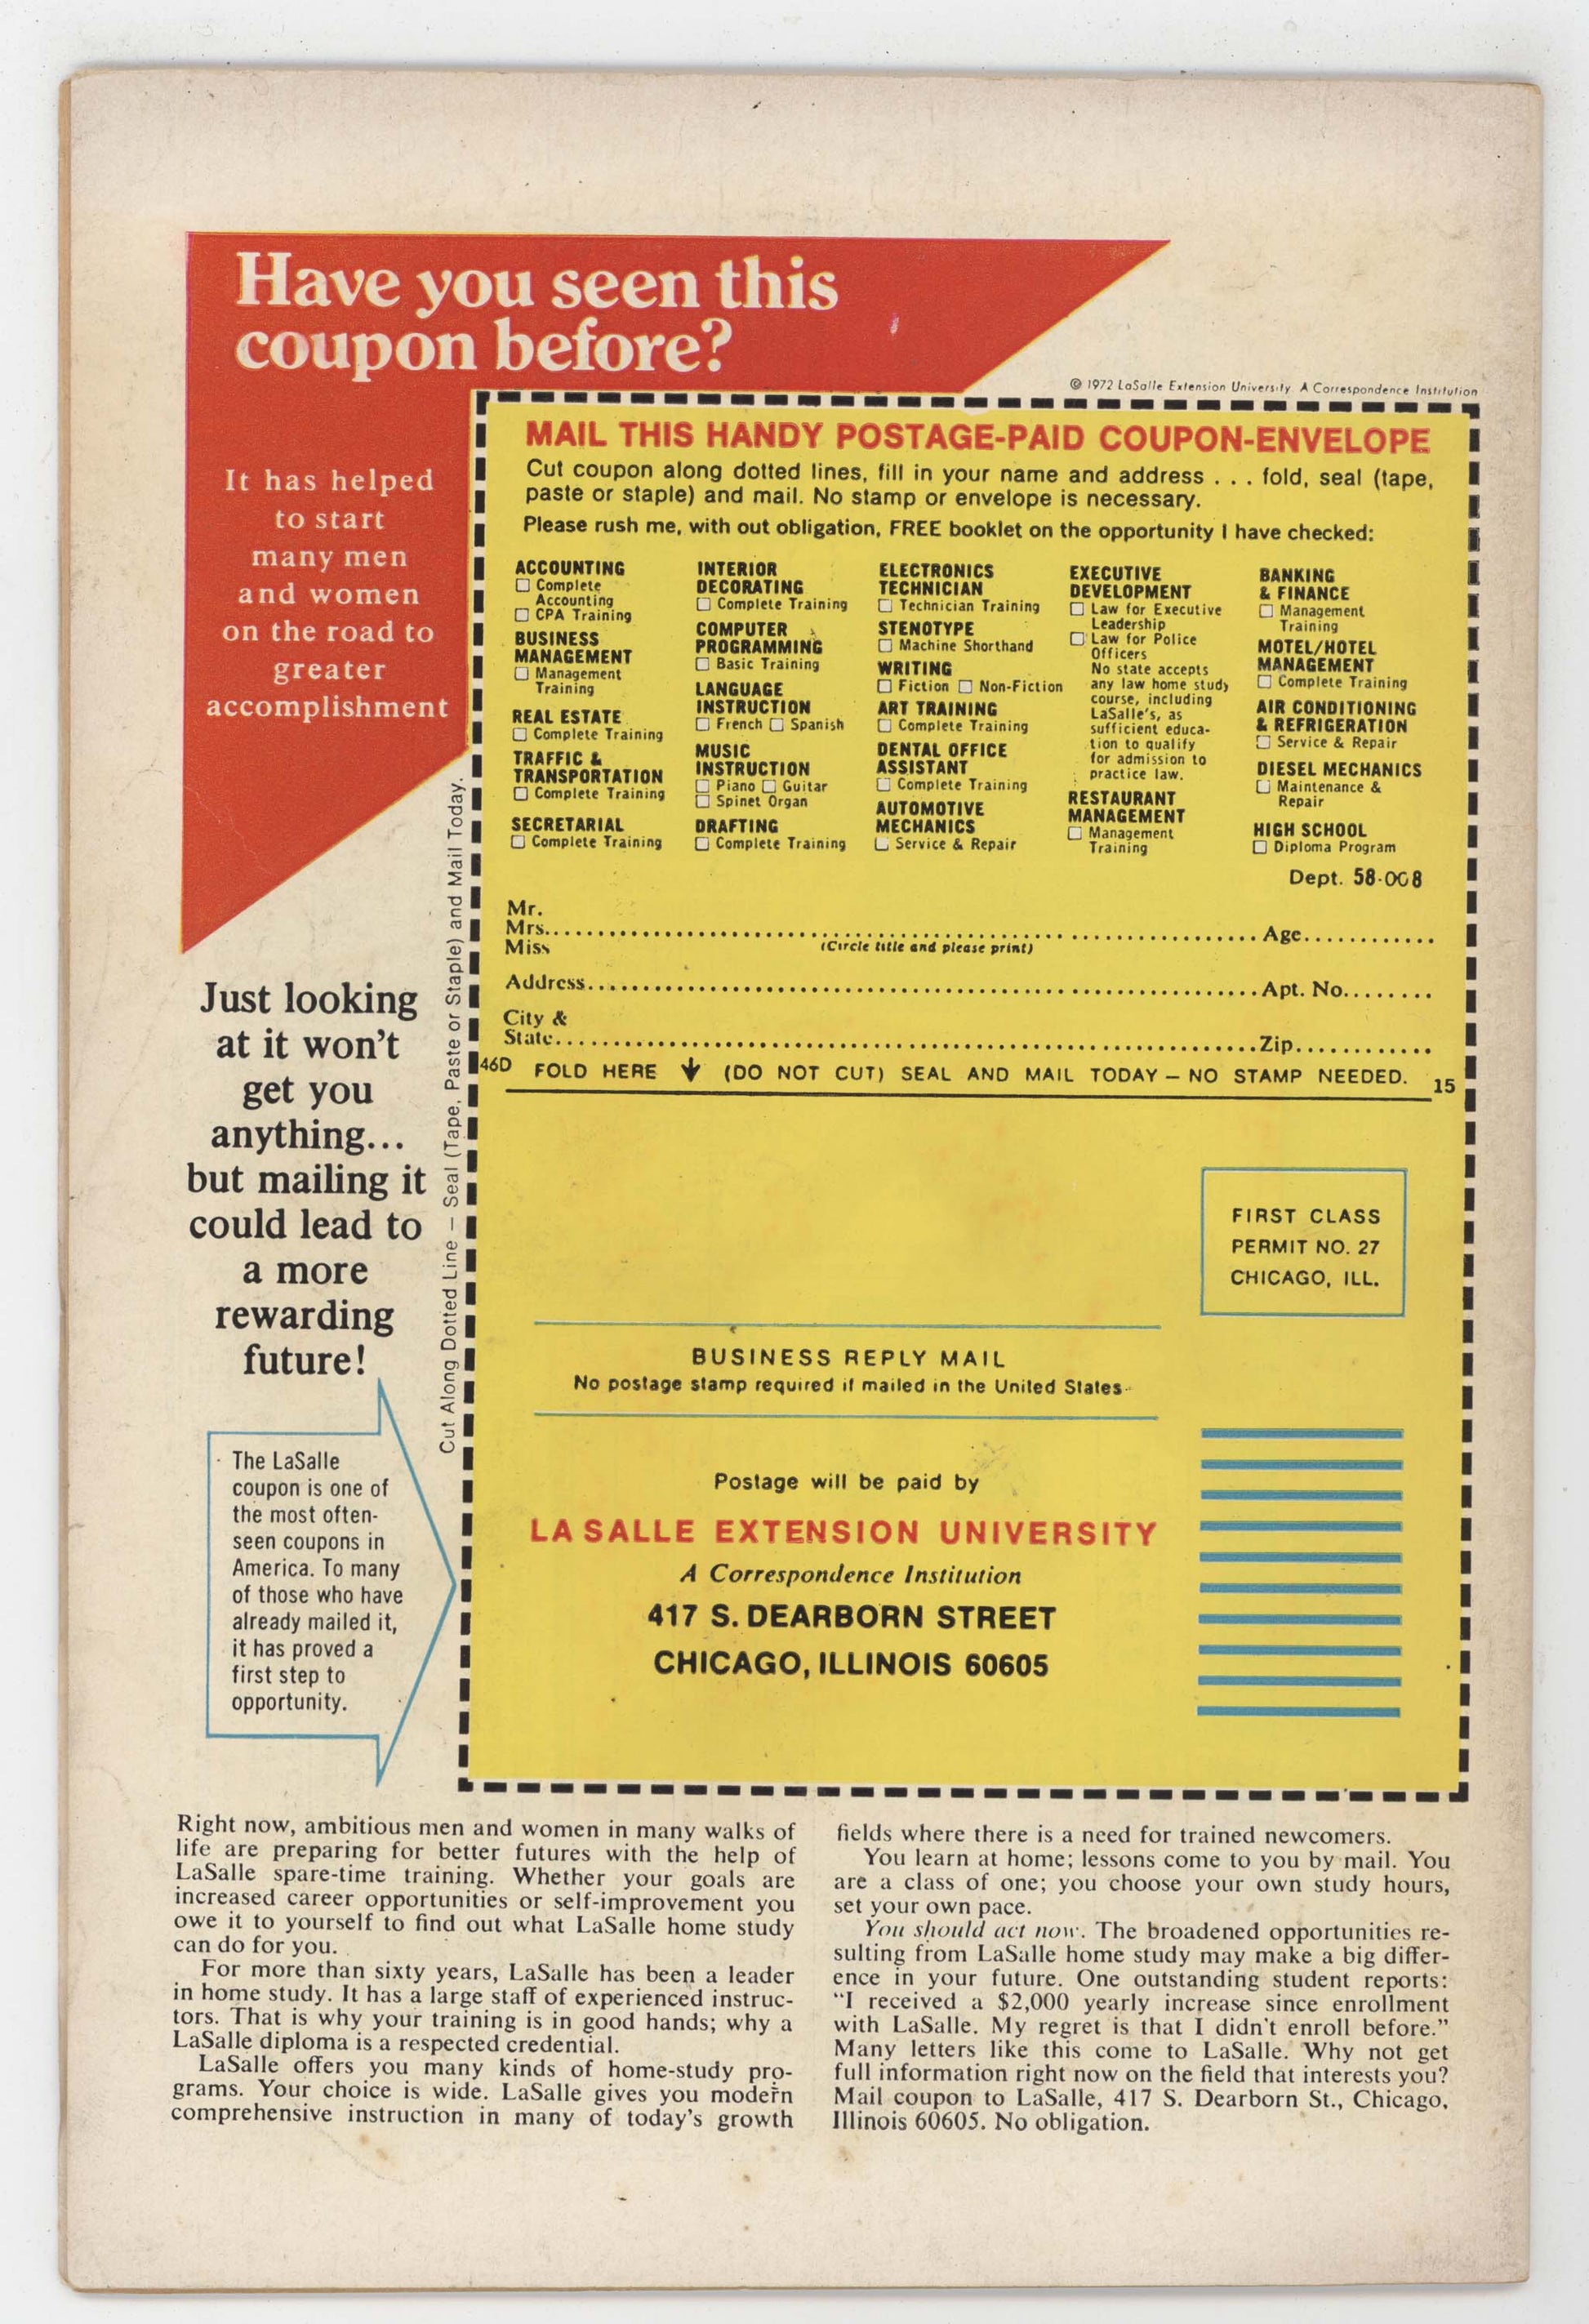 Have you seen this
coupon before?
© 1972 LaSalle Extension University A Correspondence Institution
It has helped
to start
many men
and women
on the road to
greater
accomplishment
Just looking
at it won't
get you
anything...
but mailing it
could lead to
a more
rewarding
future!
The LaSalle
coupon is one of
the most often-
seen coupons in
America. To many
of those who have
already mailed it,
it has proved a
first step to
opportunity.
Cut Along Dotted Line — Seal (Tape, Paste or Staple) and Mail Today.
MAIL THIS HANDY POSTAGE-PAID COUPON-ENVELOPE
Cut coupon along dotted lines, fill in your name and address . . . fold, seal (tape,
paste or staple) and mail. No stamp or envelope is necessary.
Please rush me, with out obligation, FREE booklet on the opportunity I have checked:
ACCOUNTING
☐ Complete
Accounting
☐ CPA Training
BUSINESS
MANAGEMENT
☐ Management
Training
REAL ESTATE
☐ Complete Training
TRAFFIC &
TRANSPORTATION
☐ Complete Training
SECRETARIAL
☐ Complete Training
INTERIOR
DECORATING
☐ Complete Training
COMPUTER
PROGRAMMING
☐ Basic Training
LANGUAGE
INSTRUCTION
☐ French ☐ Spanish
MUSIC
INSTRUCTION
☐ Piano ☐ Guitar
☐ Spinet Organ
DRAFTING
☐ Complete Training
ELECTRONICS
TECHNICIAN
☐ Technician Training
STENOTYPE
☐ Machine Shorthand
WRITING
☐ Fiction ☐ Non-Fiction
ART TRAINING
☐ Complete Training
DENTAL OFFICE
ASSISTANT
☐ Complete Training
AUTOMOTIVE
MECHANICS
☐ Service & Repair
EXECUTIVE
DEVELOPMENT
☐ Law for Executive
Leadership
☐ Law for Police
Officers
No state accepts
any law home study
course, including
LaSalle's, as
sufficient educa-
tion to qualify
for admission to
practice law.
RESTAURANT
MANAGEMENT
☐ Management
Training
BANKING
& FINANCE
☐ Management
Training
MOTEL/HOTEL
MANAGEMENT
☐ Complete Training
AIR CONDITIONING
& REFRIGERATION
☐ Service & Repair
DIESEL MECHANICS
☐ Maintenance &
Repair
HIGH SCHOOL
☐ Diploma Program
Dept. 58-008
Mr.
Mrs. Age
Miss (Circle title and please print)
Address Apt. No.
City &
State Zip
46D FOLD HERE ↓ (DO NOT CUT) SEAL AND MAIL TODAY — NO STAMP NEEDED. 15
FIRST CLASS
PERMIT NO. 27
CHICAGO, ILL.
BUSINESS REPLY MAIL
No postage stamp required if mailed in the United States
Postage will be paid by
LA SALLE EXTENSION UNIVERSITY
A Correspondence Institution
417 S. DEARBORN STREET
CHICAGO, ILLINOIS 60605
Right now, ambitious men and women in many walks of
life are preparing for better futures with the help of
LaSalle spare-time training. Whether your goals are
increased career opportunities or self-improvement you
owe it to yourself to find out what LaSalle home study
can do for you.
For more than sixty years, LaSalle has been a leader
in home study. It has a large staff of experienced instruc-
tors. That is why your training is in good hands; why a
LaSalle diploma is a respected credential.
LaSalle offers you many kinds of home-study pro-
grams. Your choice is wide. LaSalle gives you modern
comprehensive instruction in many of today's growth
fields where there is a need for trained newcomers.
You learn at home; lessons come to you by mail. You
are a class of one; you choose your own study hours,
set your own pace.
You should act now. The broadened opportunities re-
sulting from LaSalle home study may make a big differ-
ence in your future. One outstanding student reports:
"I received a $2,000 yearly increase since enrollment
with LaSalle. My regret is that I didn't enroll before."
Many letters like this come to LaSalle. Why not get
full information right now on the field that interests you?
Mail coupon to LaSalle, 417 S. Dearborn St., Chicago,
Illinois 60605. No obligation.